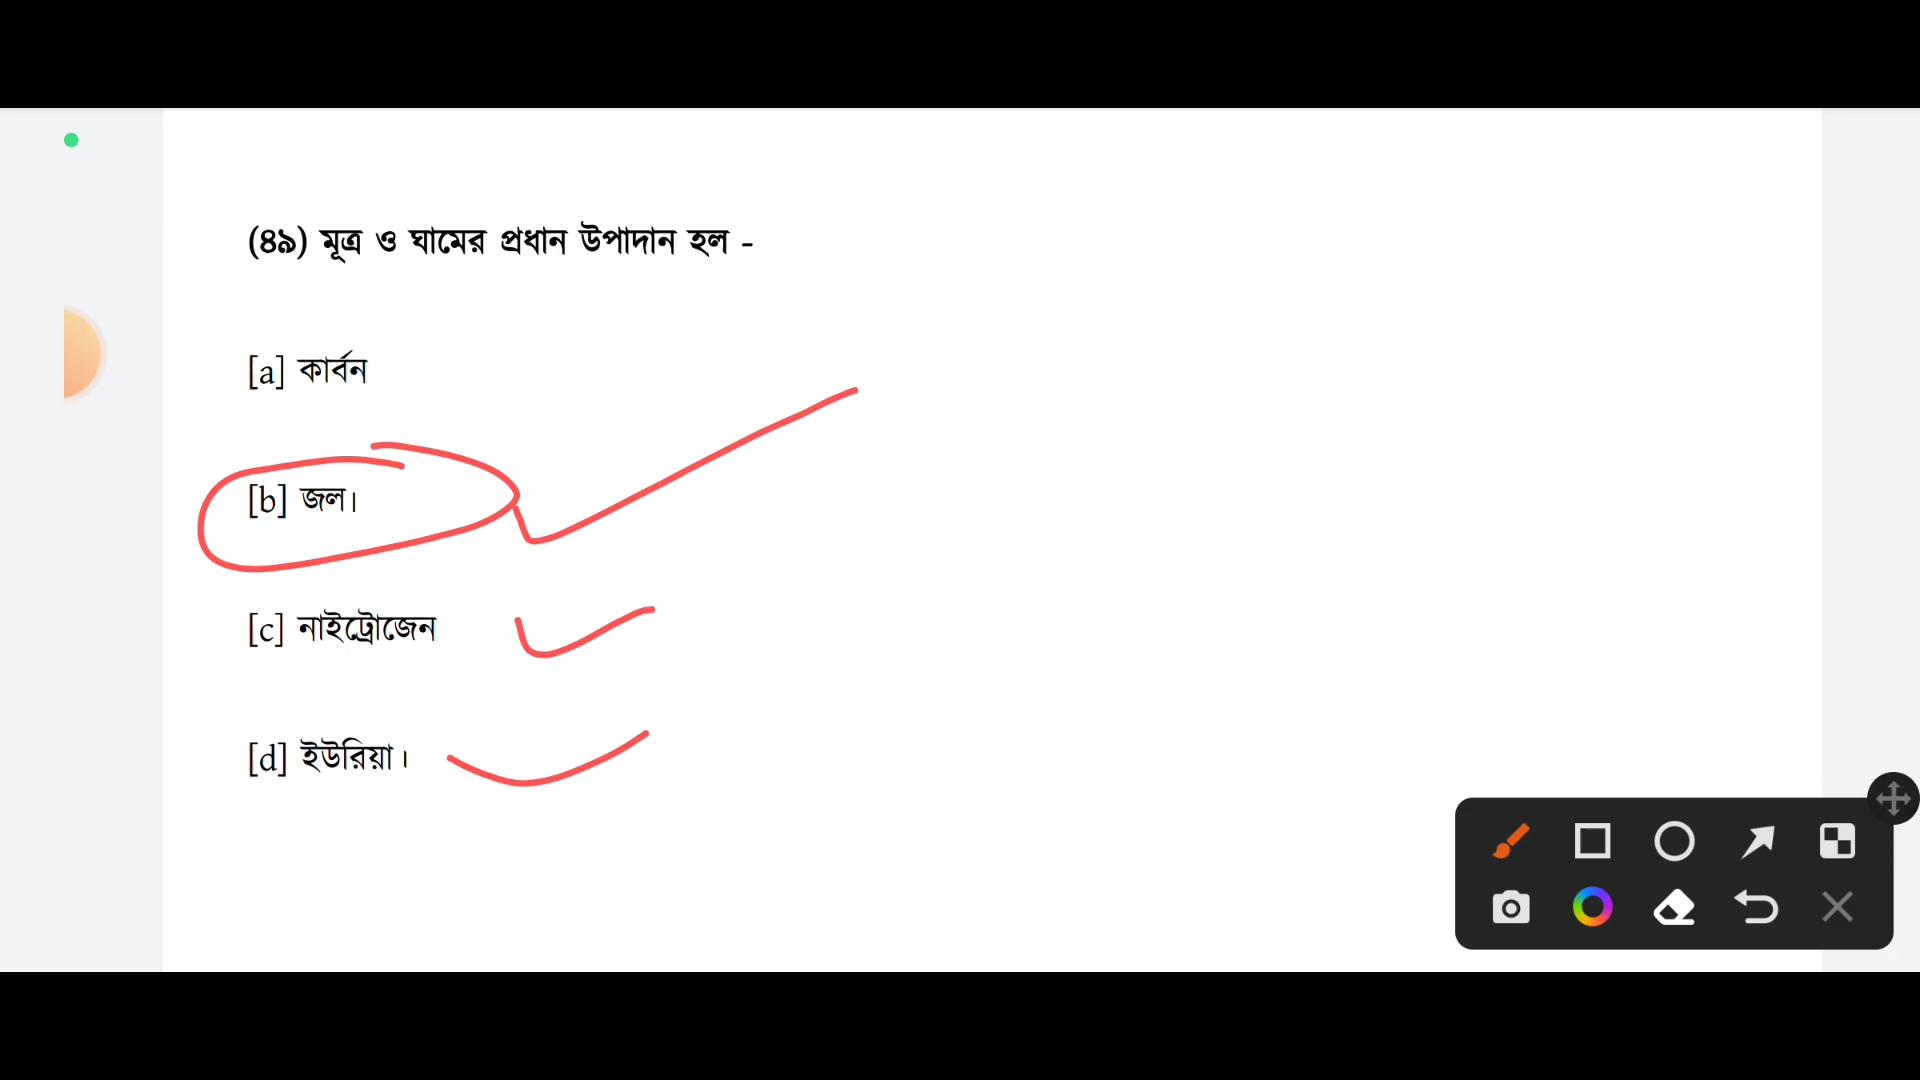 (৪৯) মূত্র ও ঘামের প্রধান উপাদান হল -
[a] কার্বন
[b] জল।
[c] নাইট্রোজেন
[d] ইউরিয়া।